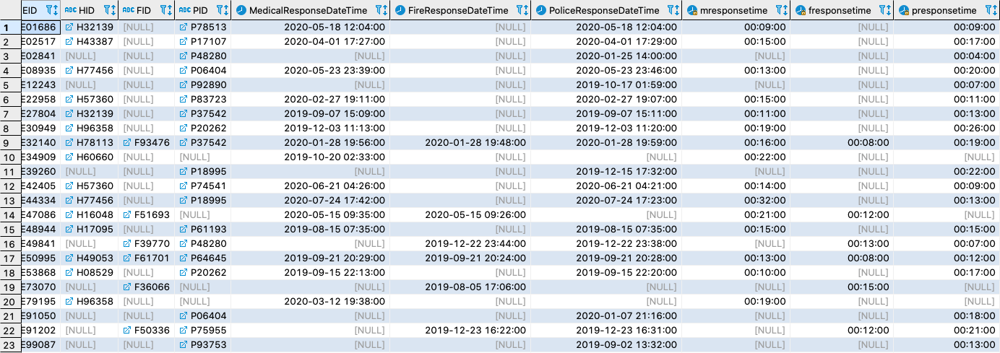 EID ABC HID ABC FID ABC PID MedicalResponseDateTime FireResponseDateTime PoliceResponseDateTime mresponsetime fresponsetime presponsetime
1 E01686 H32139 [NULL] P78513 2020-05-18 12:04:00 [NULL] 2020-05-18 12:04:00 00:09:00 [NULL] 00:09:00
2 E02517 H43387 [NULL] P17107 2020-04-01 17:27:00 [NULL] 2020-04-01 17:29:00 00:15:00 [NULL] 00:17:00
3 E02841 [NULL] [NULL] P48280 [NULL] [NULL] 2020-01-25 14:00:00 [NULL] [NULL] 00:04:00
4 E08935 H77456 [NULL] P06404 2020-05-23 23:39:00 [NULL] 2020-05-23 23:46:00 00:13:00 [NULL] 00:20:00
5 E12243 [NULL] [NULL] P92890 [NULL] [NULL] 2019-10-17 01:59:00 [NULL] [NULL] 00:07:00
6 E22958 H57360 [NULL] P83723 2020-02-27 19:11:00 [NULL] 2020-02-27 19:07:00 00:15:00 [NULL] 00:11:00
7 E27804 H32139 [NULL] P37542 2019-09-07 15:09:00 [NULL] 2019-09-07 15:11:00 00:11:00 [NULL] 00:13:00
8 E30949 H96358 [NULL] P20262 2019-12-03 11:13:00 [NULL] 2019-12-03 11:20:00 00:19:00 [NULL] 00:26:00
9 E32140 H78113 F93476 P37542 2020-01-28 19:56:00 2020-01-28 19:48:00 2020-01-28 19:59:00 00:16:00 00:08:00 00:19:00
10 E34909 H60660 [NULL] [NULL] 2019-10-20 02:33:00 [NULL] [NULL] 00:22:00 [NULL] [NULL]
11 E39260 [NULL] [NULL] P18995 [NULL] [NULL] 2019-12-15 17:32:00 [NULL] [NULL] 00:22:00
12 E42405 H57360 [NULL] P74541 2020-06-21 04:26:00 [NULL] 2020-06-21 04:21:00 00:14:00 [NULL] 00:09:00
13 E44334 H77456 [NULL] P18995 2020-07-24 17:42:00 [NULL] 2020-07-24 17:23:00 00:32:00 [NULL] 00:13:00
14 E47086 H16048 F51693 [NULL] 2020-05-15 09:35:00 2020-05-15 09:26:00 [NULL] 00:21:00 00:12:00 [NULL]
15 E48944 H17095 [NULL] P61193 2019-08-15 07:35:00 [NULL] 2019-08-15 07:35:00 00:15:00 [NULL] 00:15:00
16 E49841 [NULL] F39770 P48280 [NULL] 2019-12-22 23:44:00 2019-12-22 23:38:00 [NULL] 00:13:00 00:07:00
17 E50995 H49053 F61701 P64645 2019-09-21 20:29:00 2019-09-21 20:24:00 2019-09-21 20:28:00 00:13:00 00:08:00 00:12:00
18 E53868 H08529 [NULL] P20262 2019-09-15 22:13:00 [NULL] 2019-09-15 22:20:00 00:10:00 [NULL] 00:17:00
19 E73070 [NULL] F36066 [NULL] [NULL] 2019-08-05 17:06:00 [NULL] [NULL] 00:15:00 [NULL]
20 E79195 H96358 [NULL] [NULL] 2020-03-12 19:38:00 [NULL] [NULL] 00:19:00 [NULL] [NULL]
21 E91050 [NULL] [NULL] P06404 [NULL] [NULL] 2020-01-07 21:16:00 [NULL] [NULL] 00:18:00
22 E91202 [NULL] F50336 P75955 [NULL] 2019-12-23 16:22:00 2019-12-23 16:31:00 [NULL] 00:12:00 00:21:00
23 E99087 [NULL] [NULL] P93753 [NULL] [NULL] 2019-09-02 13:32:00 [NULL] [NULL] 00:13:00